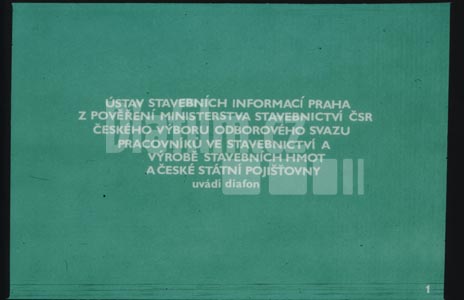 ÚSTAV STAVEBNÍCH INFORMACÍ PRAHA
Z POVĚŘENÍ MINISTERSTVA STAVEBNICTVÍ ČSR
ČESKÉHO VÝBORU ODBOROVÉHO SVAZU
PRACOVNÍKŮ VE STAVEBNICTVÍ A
VÝROBĚ STAVEBNÍCH HMOT
A ČESKÉ STÁTNÍ POJIŠŤOVNY
uvádí diafon
1